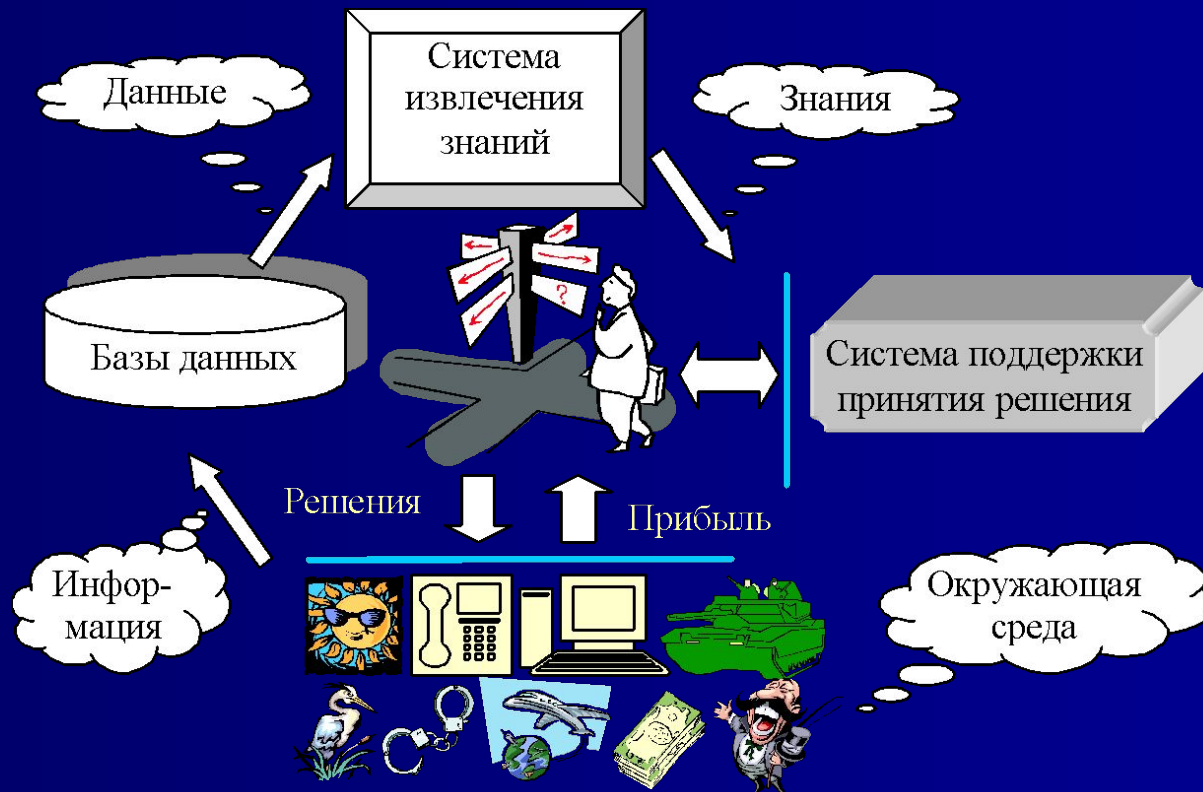 Система
извлечения
знаний
Данные
Знания
Базы данных
?
Система поддержки
принятия решения
Решения
Прибыль
Инфор-
мация
Окружающая
среда